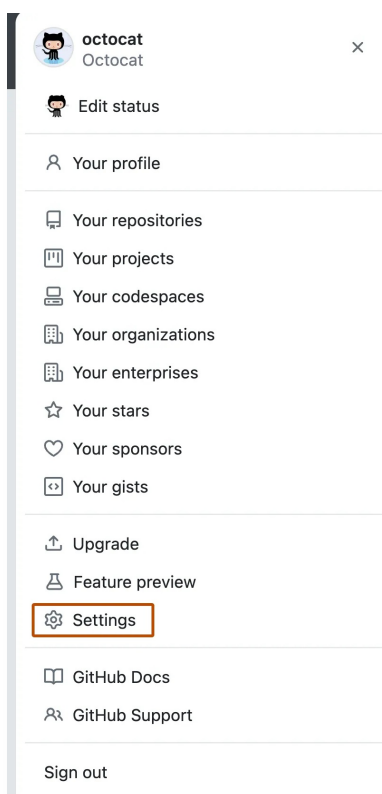 octocat
Octocat
Edit status
Your profile
Your repositories
Your projects
Your codespaces
Your organizations
Your enterprises
Your stars
Your sponsors
Your gists
Upgrade
Feature preview
Settings
GitHub Docs
GitHub Support
Sign out